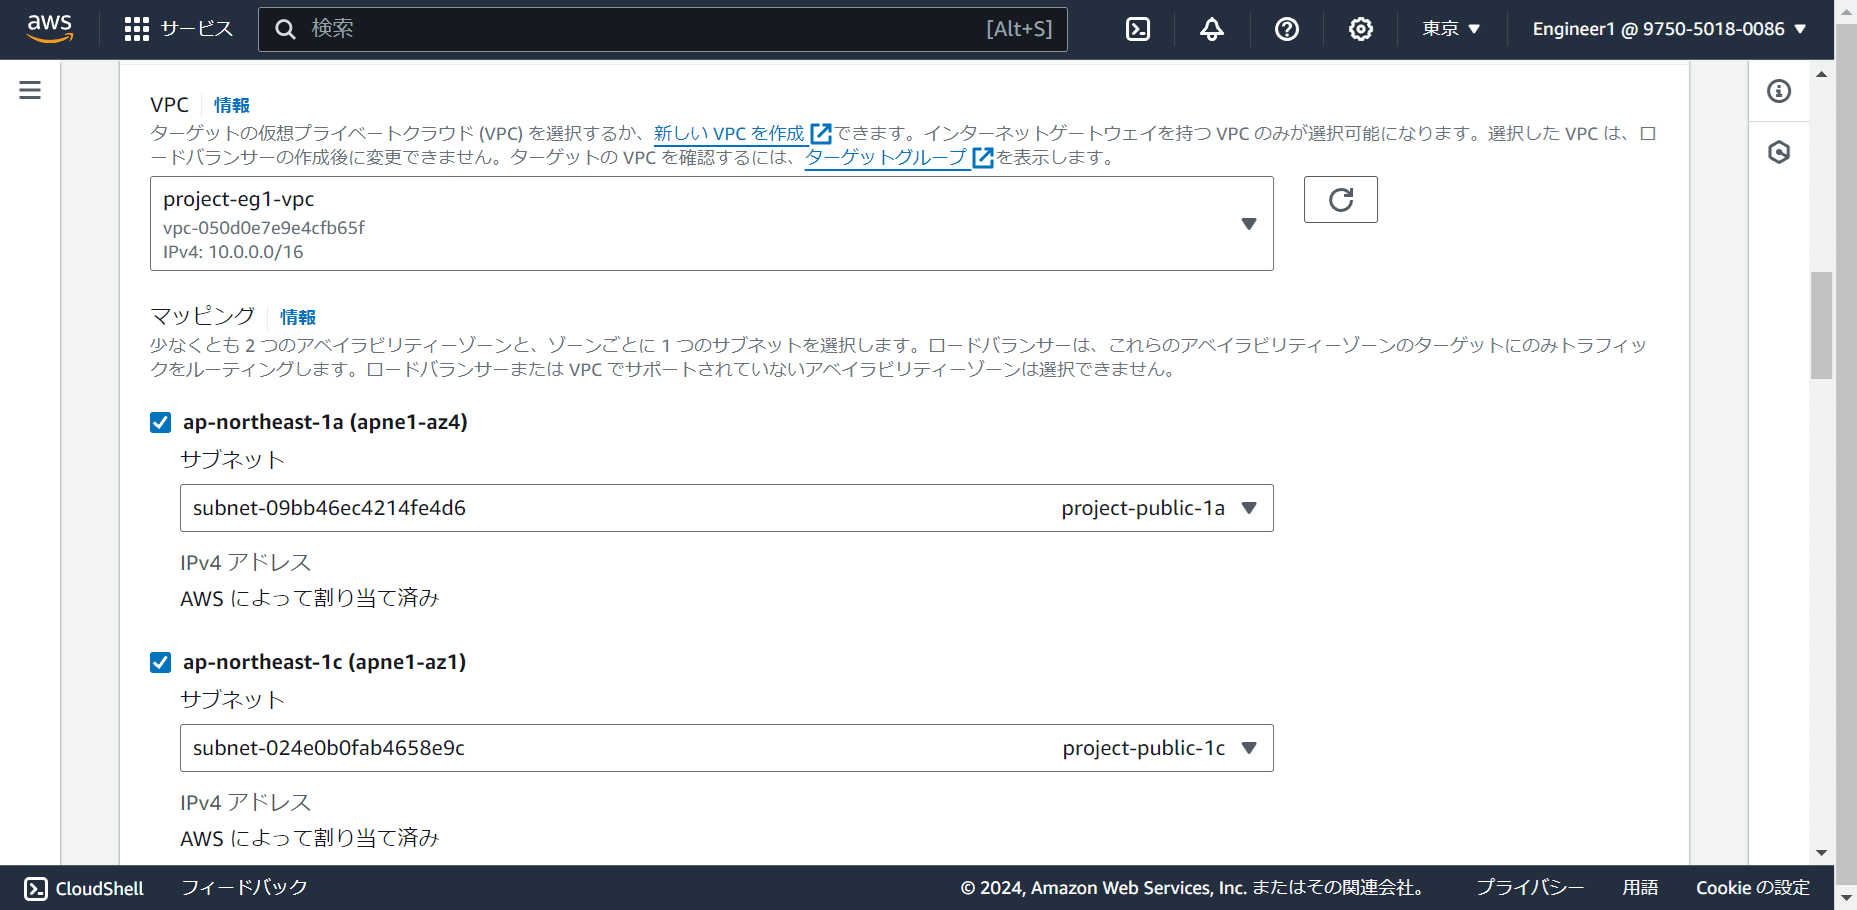 aws サービス 検索 [Alt+S] 東京 Engineer1 @ 9750-5018-0086
VPC 情報
ターゲットの仮想プライベートクラウド (VPC) を選択するか、新しい VPC を作成できます。インターネットゲートウェイを持つ VPC のみが選択可能になります。選択した VPC は、ロ
ードバランサーの作成後に変更できません。ターゲットの VPC を確認するには、ターゲットグループを表示します。
project-eg1-vpc
vpc-050d0e7e9e4cfb65f
IPv4: 10.0.0.0/16
マッピング 情報
少なくとも 2 つのアベイラビリティーゾーンと、ゾーンごとに 1 つのサブネットを選択します。ロードバランサーは、これらのアベイラビリティーゾーンのターゲットにのみトラフィッ
クをルーティングします。ロードバランサーまたは VPC でサポートされていないアベイラビリティーゾーンは選択できません。
ap-northeast-1a (apne1-az4)
サブネット
subnet-09bb46ec4214fe4d6 project-public-1a
IPv4 アドレス
AWS によって割り当て済み
ap-northeast-1c (apne1-az1)
サブネット
subnet-024e0b0fab4658e9c project-public-1c
IPv4 アドレス
AWS によって割り当て済み
CloudShell フィードバック © 2024, Amazon Web Services, Inc. またはその関連会社。 プライバシー 用語 Cookie の設定